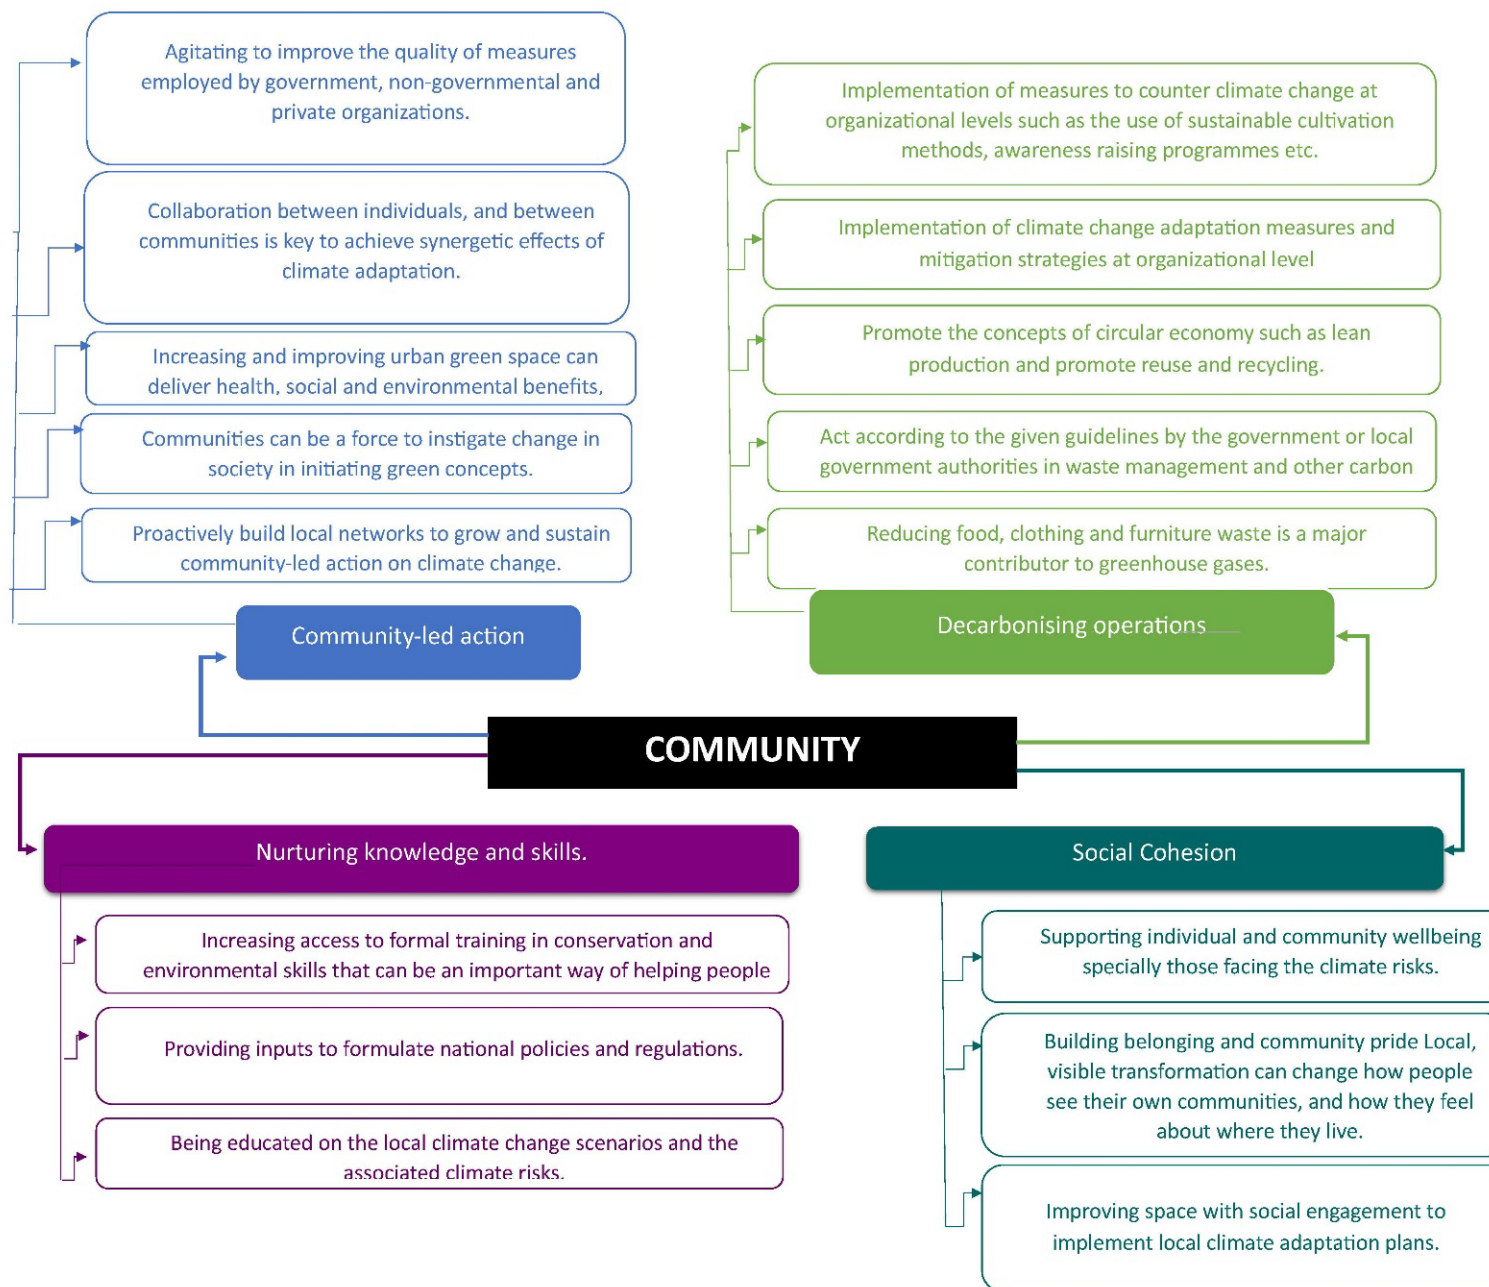 Agitating to improve the quality of measures
employed by government, non-governmental and
private organizations.
Collaboration between individuals, and between
communities is key to achieve synergetic effects of
climate adaptation.
Increasing and improving urban green space can
deliver health, social and environmental benefits,
Communities can be a force to instigate change in
society in initiating green concepts.
Proactively build local networks to grow and sustain
community-led action on climate change.
Community-led action
Implementation of measures to counter climate change at
organizational levels such as the use of sustainable cultivation
methods, awareness raising programmes etc.
Implementation of climate change adaptation measures and
mitigation strategies at organizational level
Promote the concepts of circular economy such as lean
production and promote reuse and recycling.
Act according to the given guidelines by the government or local
government authorities in waste management and other carbon
Reducing food, clothing and furniture waste is a major
contributor to greenhouse gases.
Decarbonising operations
COMMUNITY
Nurturing knowledge and skills.
Increasing access to formal training in conservation and
environmental skills that can be an important way of helping people
Providing inputs to formulate national policies and regulations.
Being educated on the local climate change scenarios and the
associated climate risks.
Social Cohesion
Supporting individual and community wellbeing
specially those facing the climate risks.
Building belonging and community pride Local,
visible transformation can change how people
see their own communities, and how they feel
about where they live.
Improving space with social engagement to
implement local climate adaptation plans.